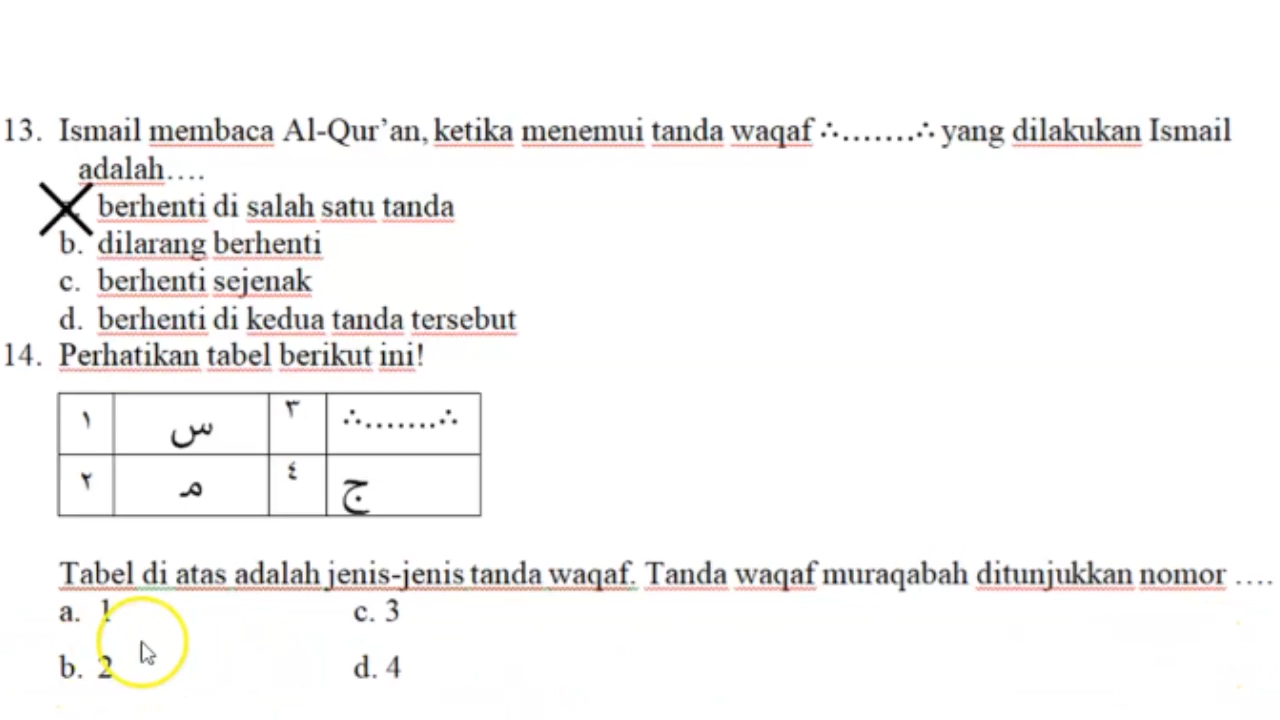 13. Ismail membaca Al-Qur’an, ketika menemui tanda waqaf ∴.......∴ yang dilakukan Ismail
adalah....
berhenti di salah satu tanda
b. dilarang berhenti
c. berhenti sejenak
d. berhenti di kedua tanda tersebut
14. Perhatikan tabel berikut ini!
١ س ٣ ∴.......∴
٢ مـ ٤ ج
Tabel di atas adalah jenis-jenis tanda waqaf. Tanda waqaf muraqabah ditunjukkan nomor ....
a. 1 c. 3
b. 2 d. 4